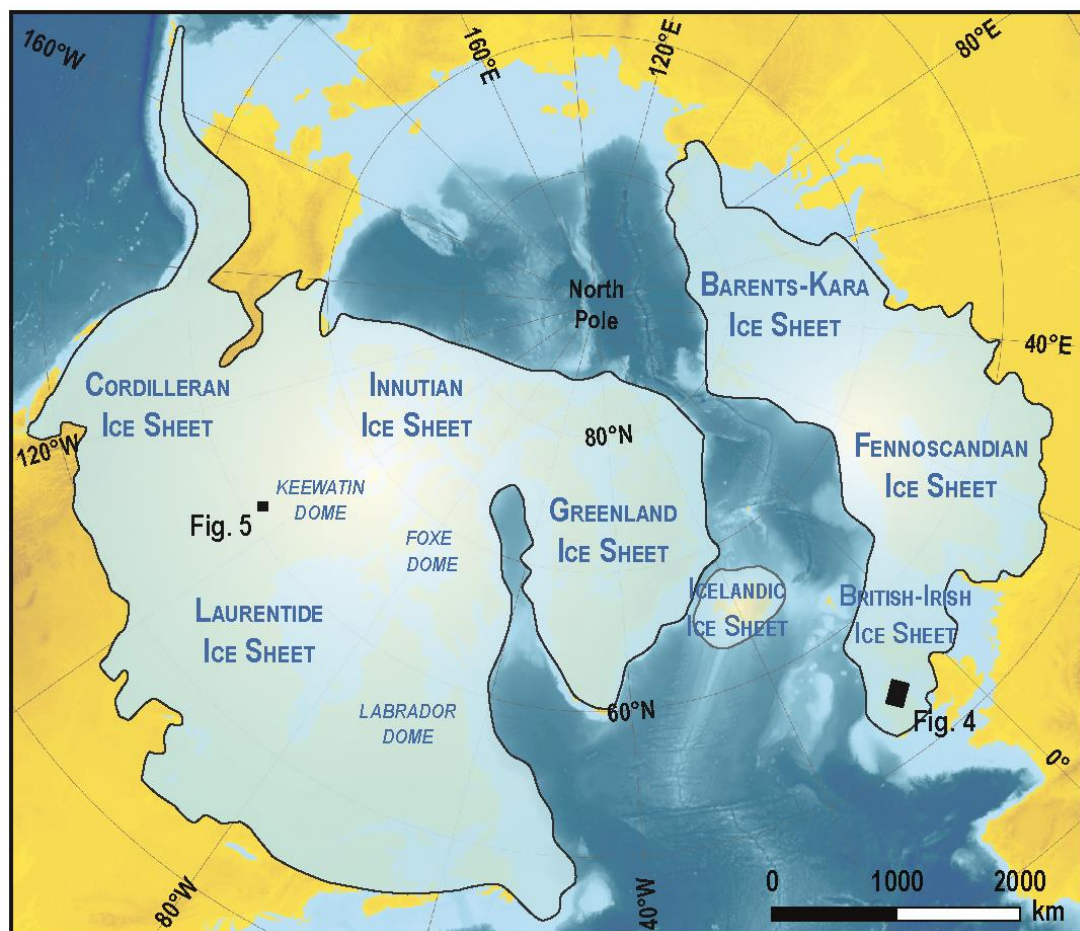 160°W
160°E
120°E
80°E
BARENTS-KARA
ICE SHEET
North
Pole
40°E
CORDILLERAN
ICE SHEET
INNUTIAN
ICE SHEET
120°W
80°N
FENNOSCANDIAN
ICE SHEET
KEEWATIN
DOME
Fig. 5
GREENLAND
ICE SHEET
FOXE
DOME
ICELANDIC
ICE SHEET
BRITISH-IRISH
ICE SHEET
LAURENTIDE
ICE SHEET
LABRADOR
DOME
60°N
Fig. 4
0°
80°W
40°W
0 1000 2000
km